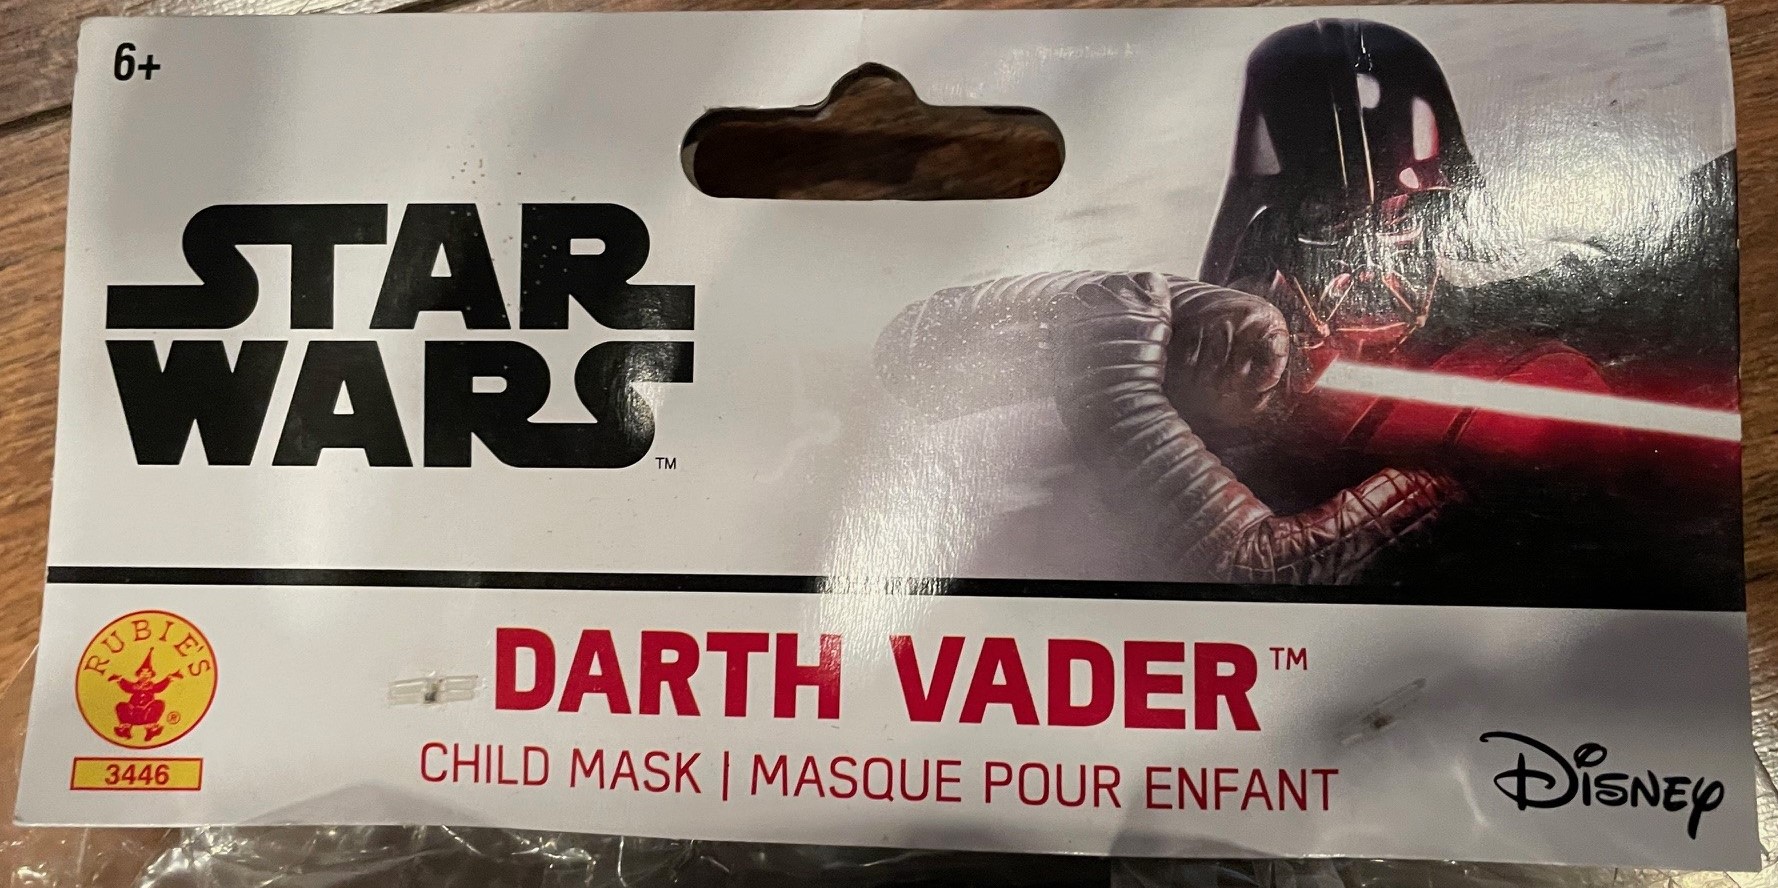 6+
STAR
WARS™
RUBIE'S®
3446
DARTH VADER™
CHILD MASK | MASQUE POUR ENFANT
DISNEY